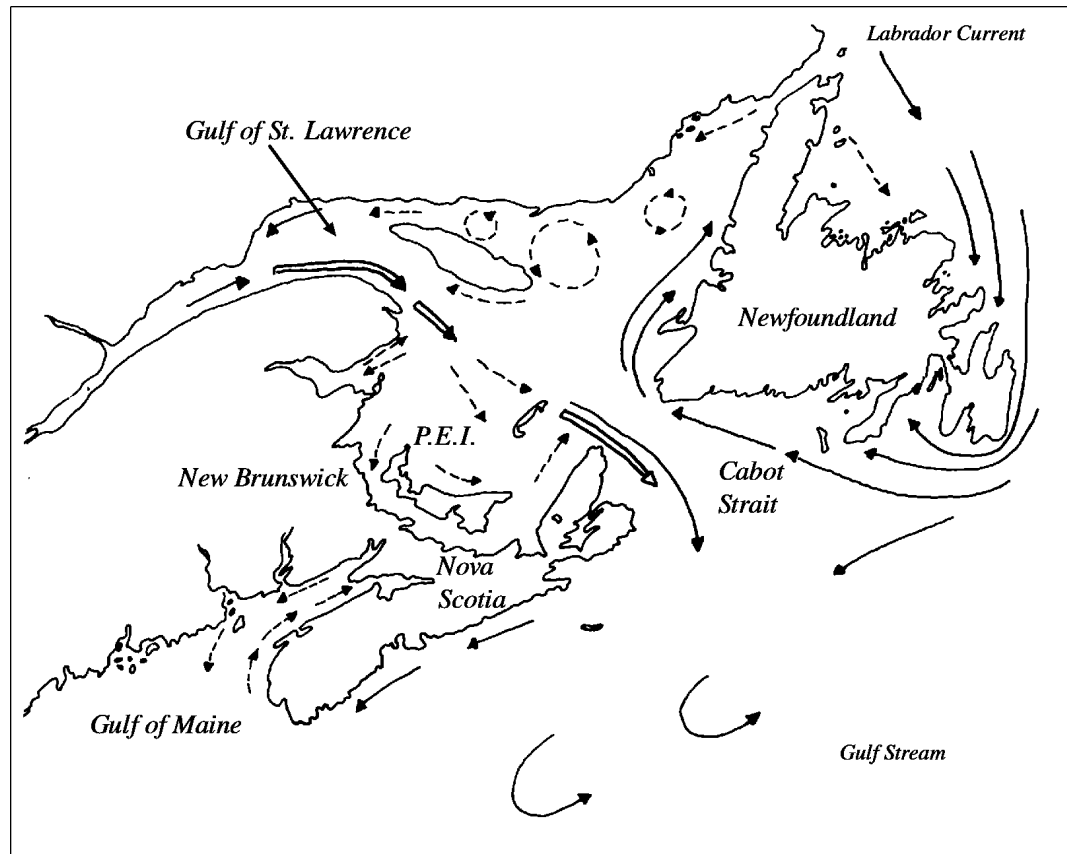 Labrador Current
Gulf of St. Lawrence
Newfoundland
P.E.I.
New Brunswick
Cabot
Strait
Nova
Scotia
Gulf of Maine
Gulf Stream